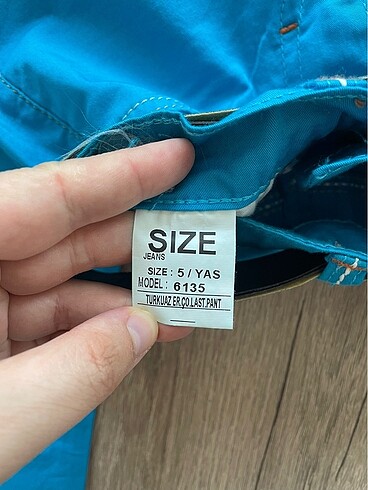 SIZE
JEANS
SIZE: 5 / YAS
MODEL: 6135
TURKUAZ ER.ÇO.LAST.PANT